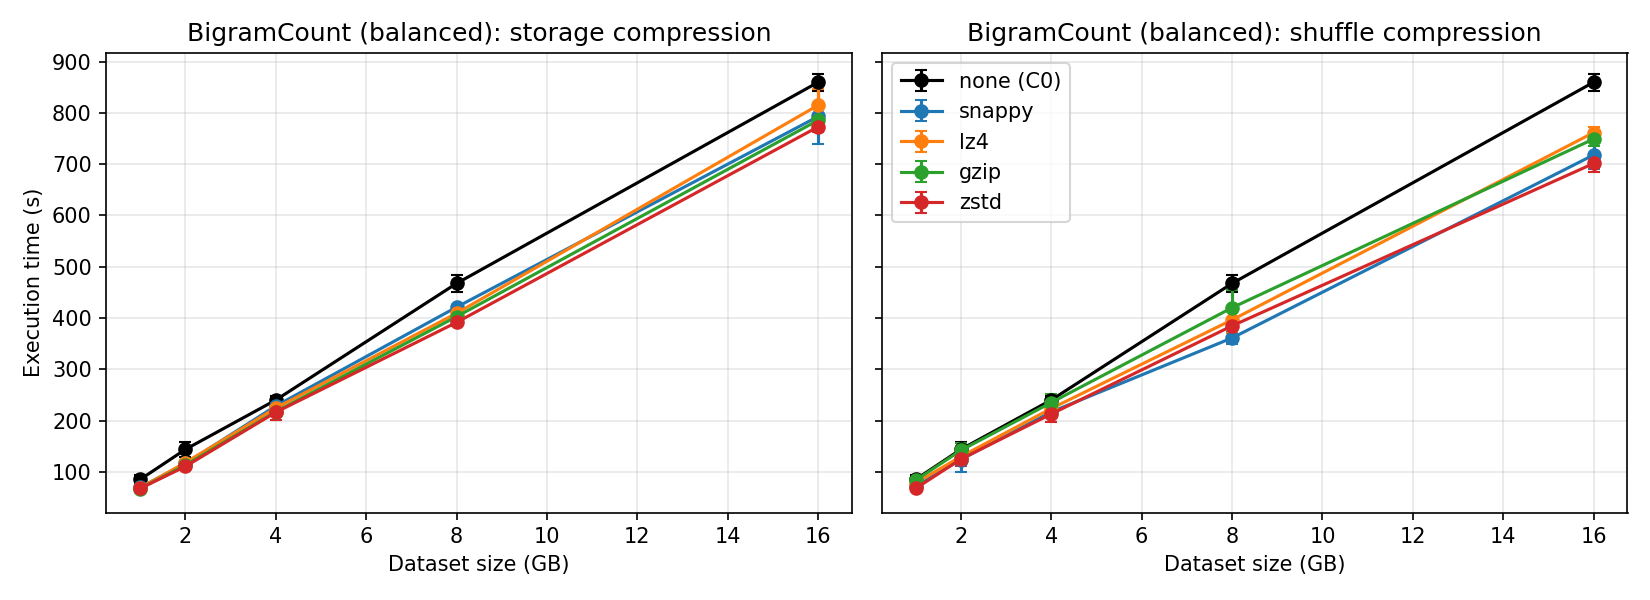 BigramCount (balanced): storage compression
900
800
700
600
500
400
300
200
100
Execution time (s)
2 4 6 8 10 12 14 16
Dataset size (GB)
BigramCount (balanced): shuffle compression
none (C0)
snappy
lz4
gzip
zstd
2 4 6 8 10 12 14 16
Dataset size (GB)